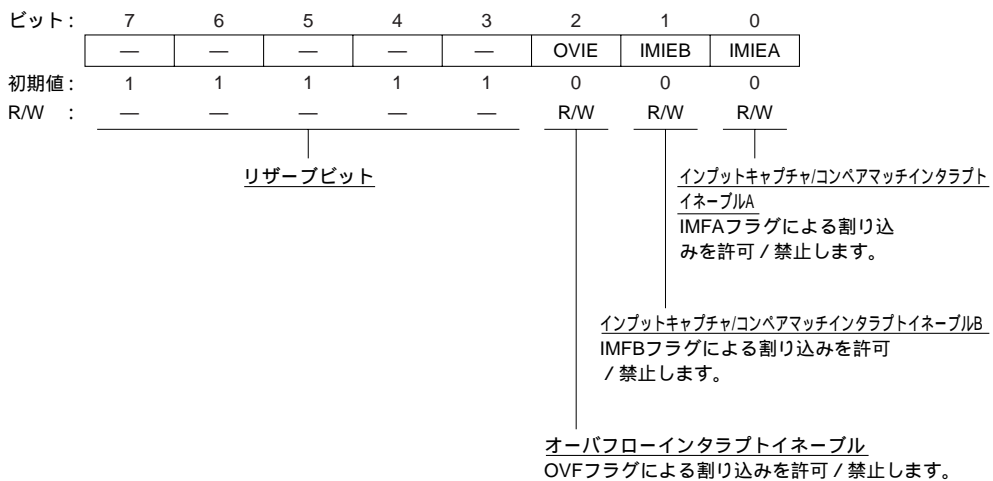 ビット: 7 6 5 4 3 2 1 0
— — — — — OVIE IMIEB IMIEA
初期値: 1 1 1 1 1 0 0 0
R/W : — — — — — R/W R/W R/W
リザーブビット
インプットキャプチャ/コンペアマッチインタラプト
イネーブルA
IMFAフラグによる割り込
みを許可 / 禁止します。
インプットキャプチャ/コンペアマッチインタラプトイネーブルB
IMFBフラグによる割り込みを許可
/ 禁止します。
オーバフローインタラプトイネーブル
OVFフラグによる割り込みを許可 / 禁止します。